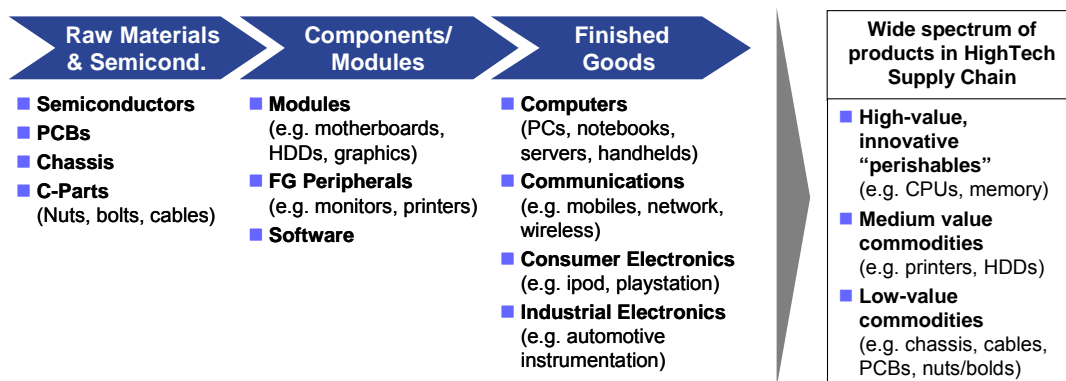 Raw Materials
& Semicond.
Semiconductors
PCBs
Chassis
C-Parts
(Nuts, bolts, cables)
Components/
Modules
Modules
(e.g. motherboards,
HDDs, graphics)
FG Peripherals
(e.g. monitors, printers)
Software
Finished
Goods
Computers
(PCs, notebooks,
servers, handhelds)
Communications
(e.g. mobiles, network,
wireless)
Consumer Electronics
(e.g. ipod, playstation)
Industrial Electronics
(e.g. automotive
instrumentation)
Wide spectrum of
products in HighTech
Supply Chain
High-value,
innovative
“perishables”
(e.g. CPUs, memory)
Medium value
commodities
(e.g. printers, HDDs)
Low-value
commodities
(e.g. chassis, cables,
PCBs, nuts/bolds)